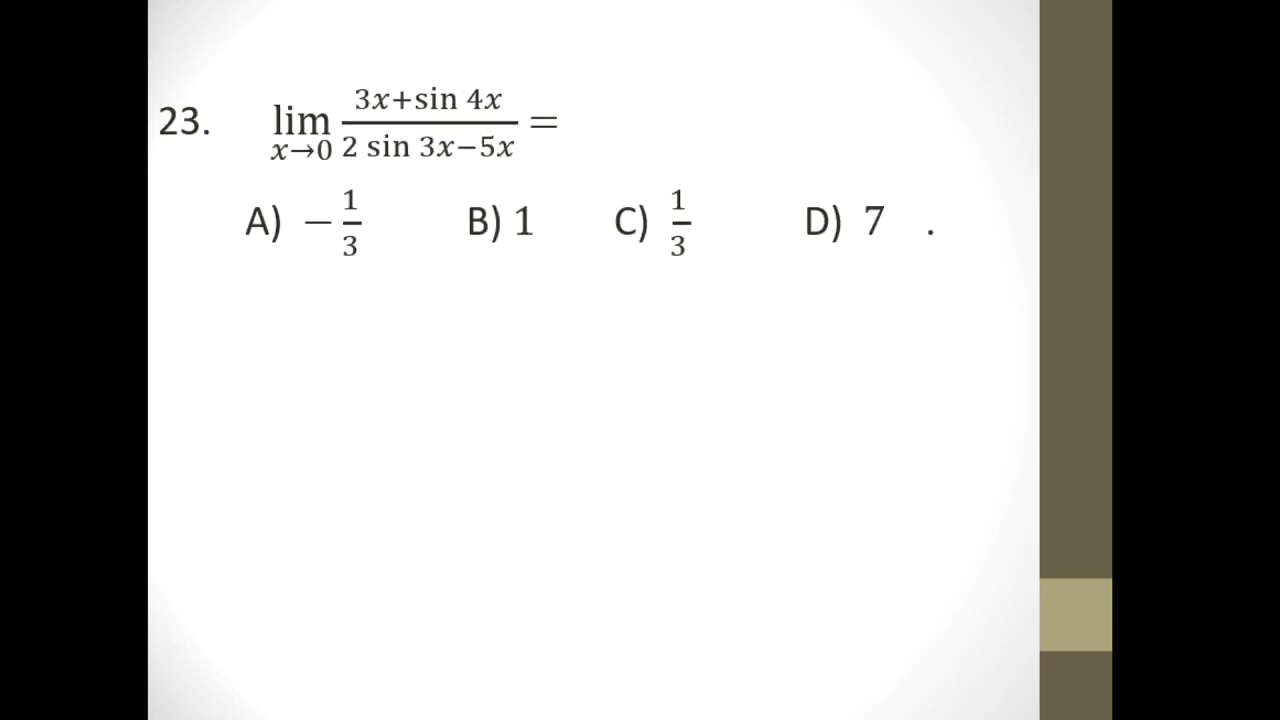 23. lim x→0 (3x+sin 4x)/(2 sin 3x−5x) =
A) −1/3 B) 1 C) 1/3 D) 7 .